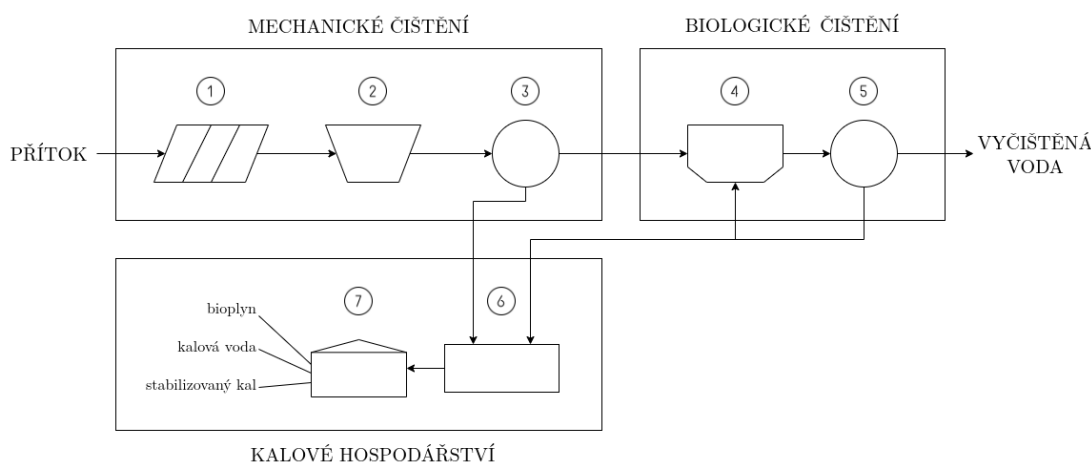 MECHANICKÉ ČIŠTĚNÍ
BIOLOGICKÉ ČIŠTĚNÍ
1
2
3
4
5
PŘÍTOK
VYČIŠTĚNÁ
VODA
7
6
bioplyn
kalová voda
stabilizovaný kal
KALOVÉ HOSPODÁŘSTVÍ